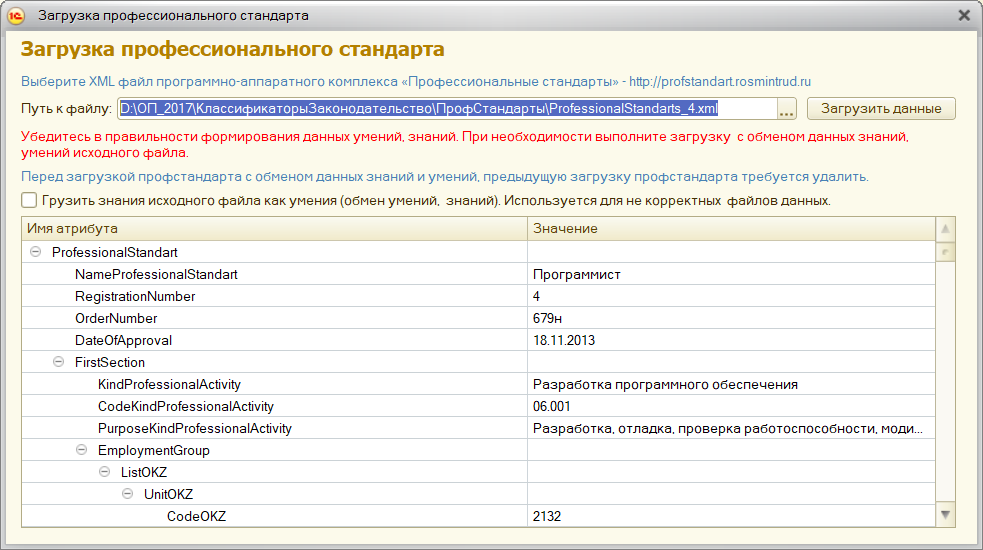 Загрузка профессионального стандарта
Загрузка профессионального стандарта
Выберите XML файл программно-аппаратного комплекса «Профессиональные стандарты» - http://profstandart.rosmintrud.ru
Путь к файлу: D:\ОП_2017\КлассификаторыЗаконодательство\ПрофСтандарты\ProfessionalStandarts_4.xml ... Загрузить данные
Убедитесь в правильности формирования данных умений, знаний. При необходимости выполните загрузку с обменом данных знаний,
умений исходного файла.
Перед загрузкой профстандарта с обменом данных знаний и умений, предыдущую загрузку профстандарта требуется удалить.
Грузить знания исходного файла как умения (обмен умений, знаний). Используется для не корректных файлов данных.
Имя атрибута Значение
ProfessionalStandart
NameProfessionalStandart Программист
RegistrationNumber 4
OrderNumber 679н
DateOfApproval 18.11.2013
FirstSection
KindProfessionalActivity Разработка программного обеспечения
CodeKindProfessionalActivity 06.001
PurposeKindProfessionalActivity Разработка, отладка, проверка работоспособности, моди...
EmploymentGroup
ListOKZ
UnitOKZ
CodeOKZ 2132